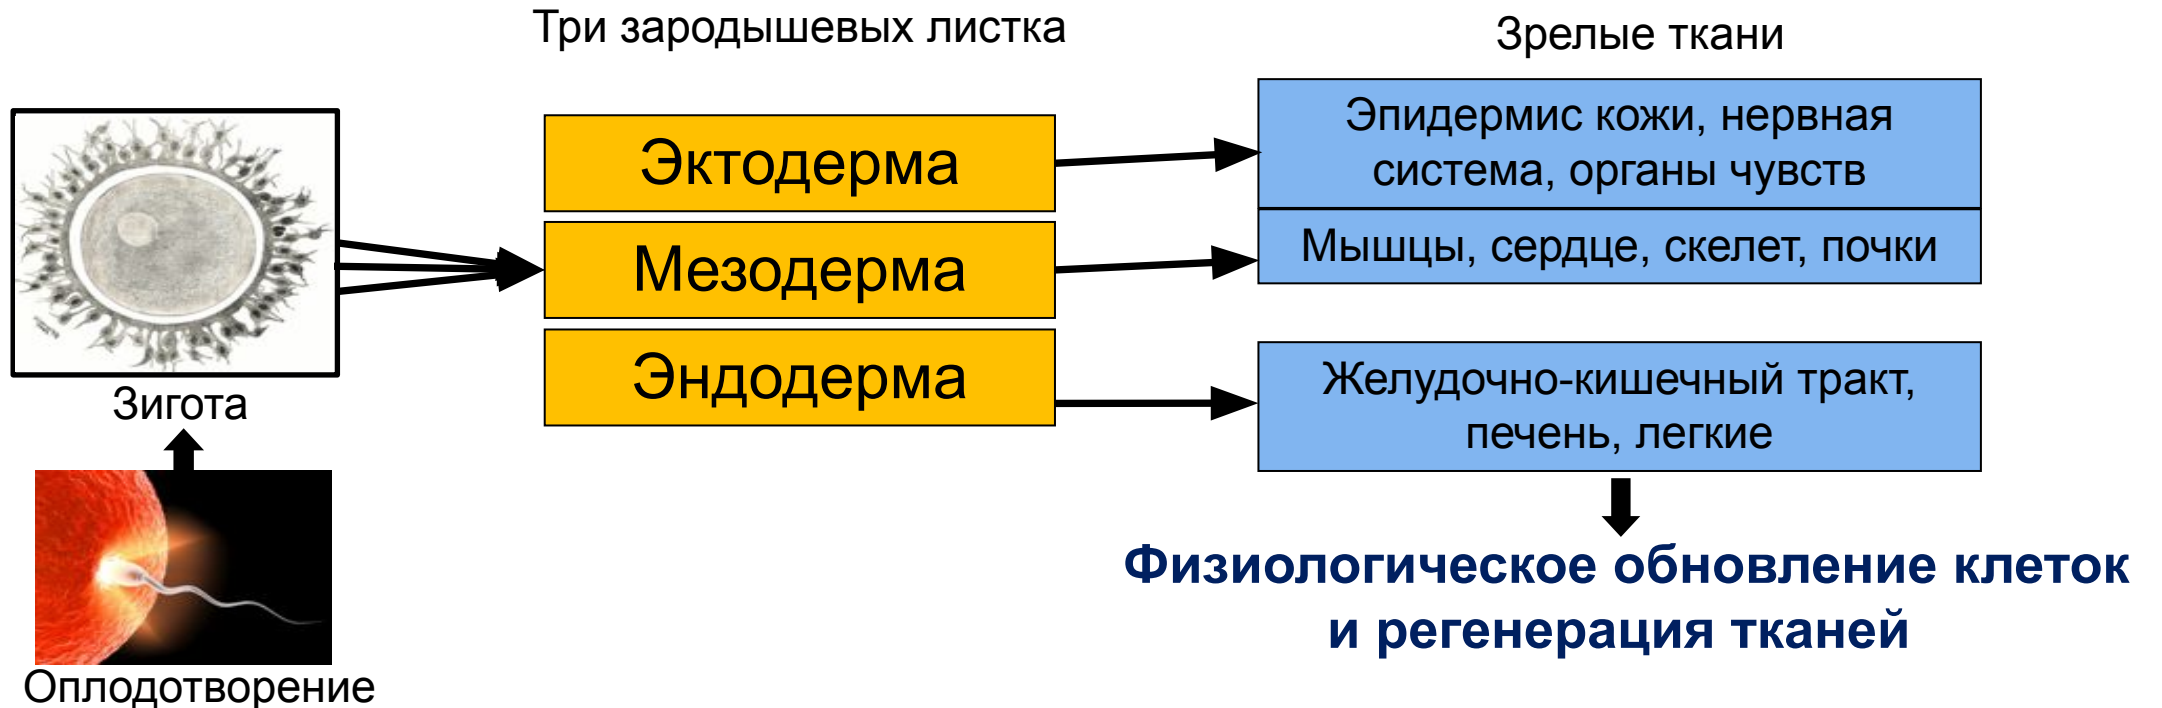 Три зародышевых листка
Зрелые ткани
Эктодерма
Мезодерма
Эндодерма
Эпидермис кожи, нервная
система, органы чувств
Мышцы, сердце, скелет, почки
Желудочно-кишечный тракт,
печень, легкие
Зигота
Оплодотворение
Физиологическое обновление клеток
и регенерация тканей